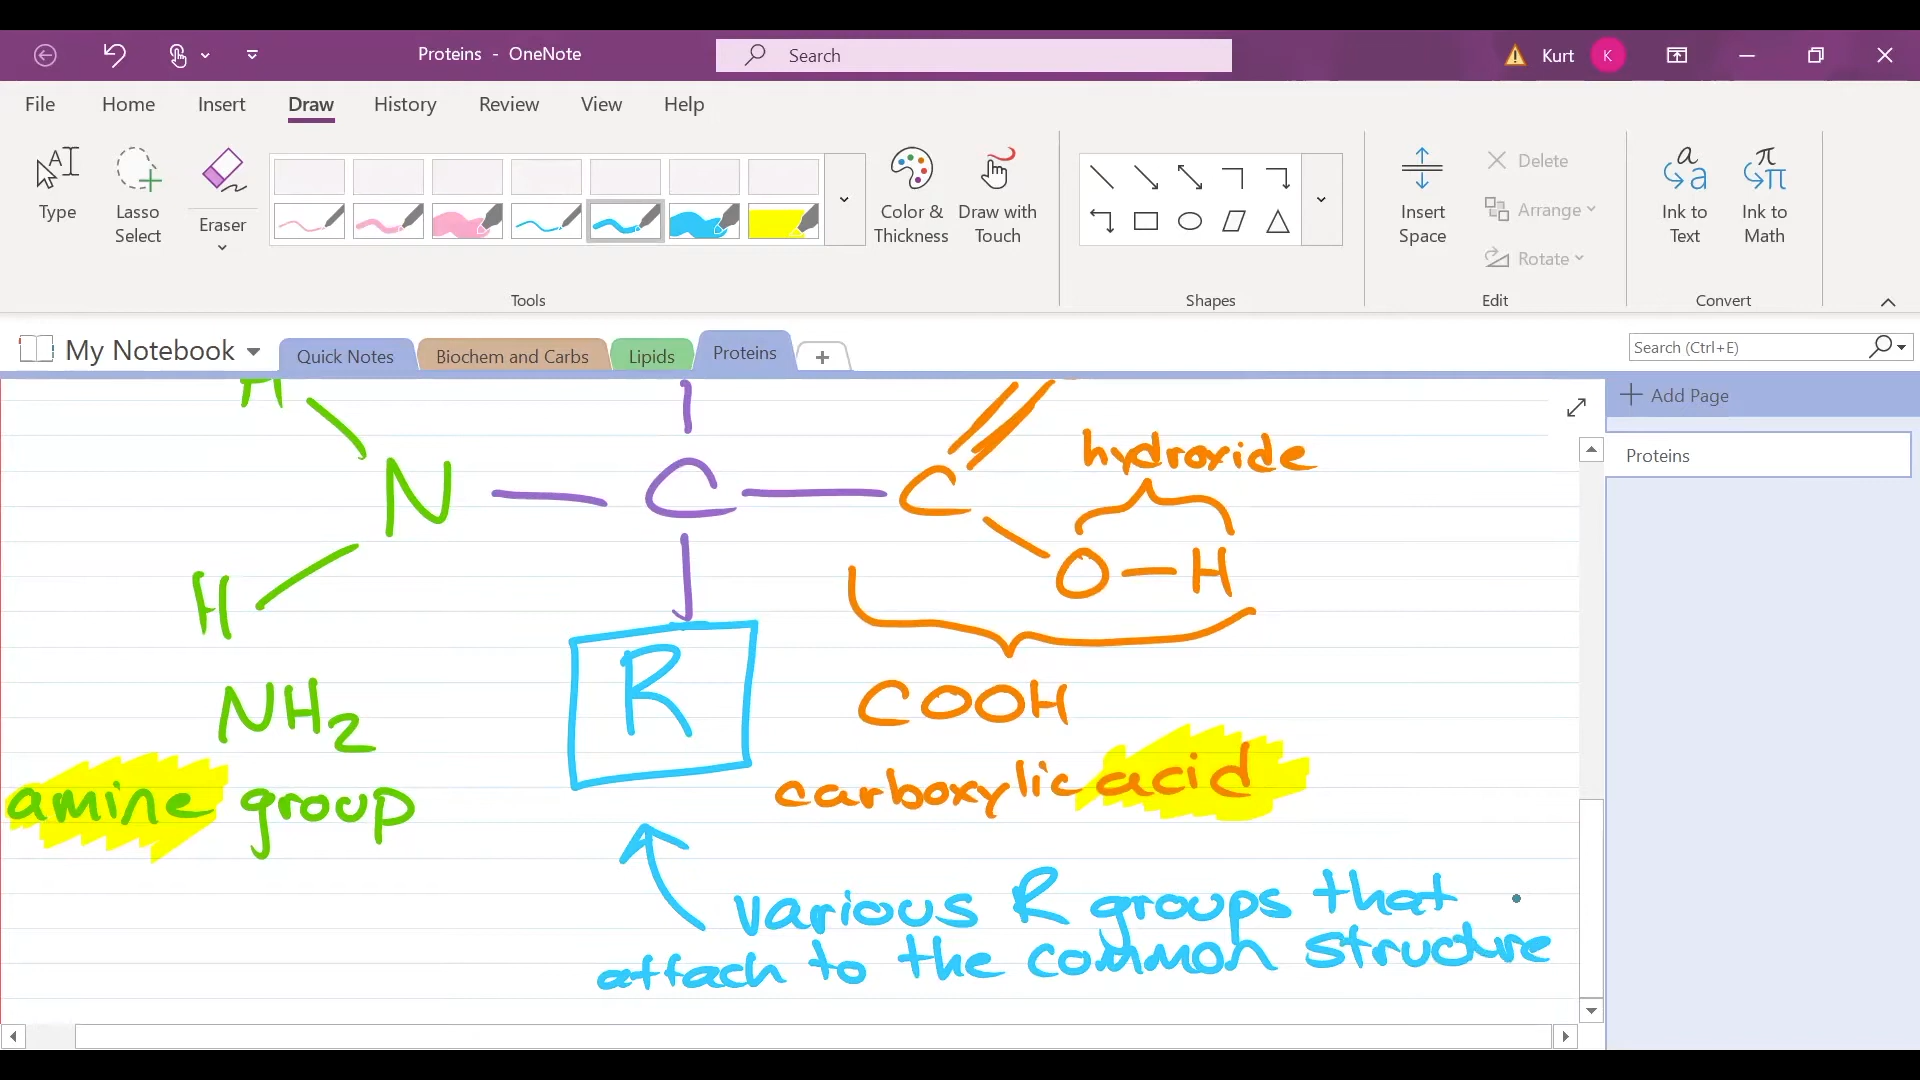 Proteins - OneNote
Search
Kurt
K
File Home Insert Draw History Review View Help
Type
Lasso
Select
Eraser
Color &
Thickness
Draw with
Touch
Insert
Space
Delete
Arrange
Rotate
Ink to
Text
Ink to
Math
Tools
Shapes
Edit
Convert
My Notebook
Quick Notes
Biochem and Carbs
Lipids
Proteins
Search (Ctrl+E)
Add Page
Proteins
H
hydroxide
N
C
C
O
H
H
R
NH2
COOH
amine group
carboxylic acid
various R groups that
attach to the common structure